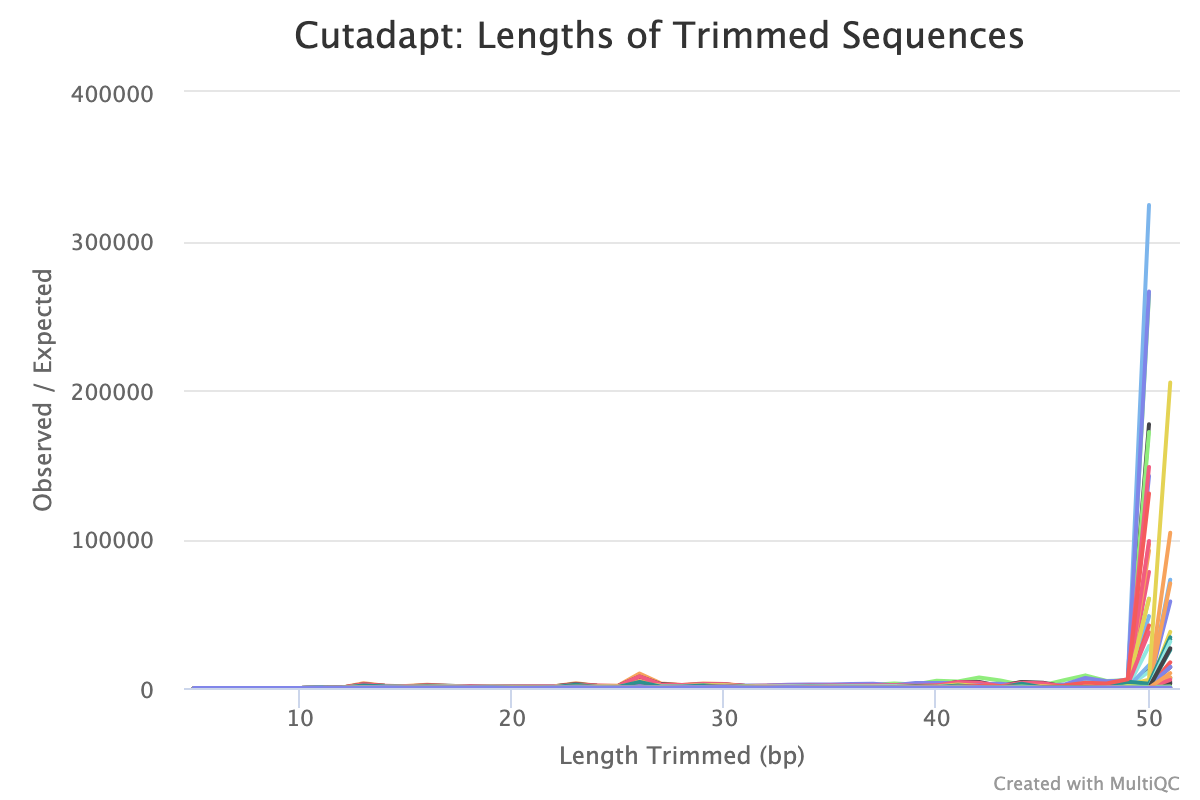 Cutadapt: Lengths of Trimmed Sequences
400000
300000
200000
100000
0
Observed / Expected
10 20 30 40 50
Length Trimmed (bp)
Created with MultiQC